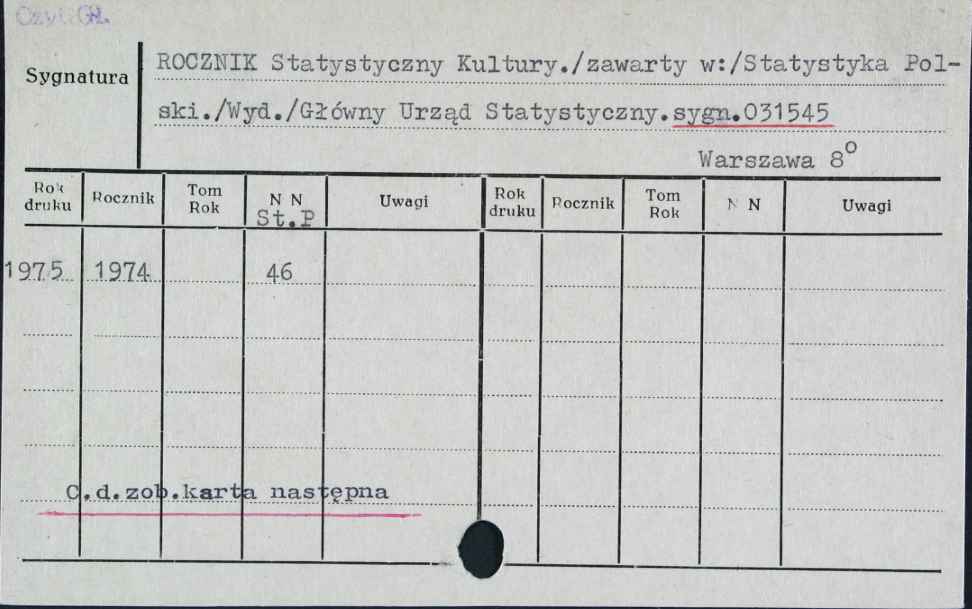 Czyt. Gł.
Sygnatura
ROCZNIK Statystyczny Kultury./zawarty w:/Statystyka Pol-
ski./Wyd./Główny Urząd Statystyczny.sygn.031545
Warszawa 8°
Rok druku Rocznik Tom Rok N N St.P Uwagi Rok druku Rocznik Tom Rok N N Uwagi
1975 1974 46
C.d.zob.karta następna